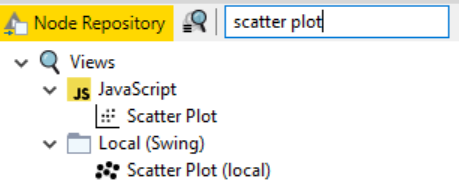 Node Repository scatter plot
Views
JS JavaScript
Scatter Plot
Local (Swing)
Scatter Plot (local)